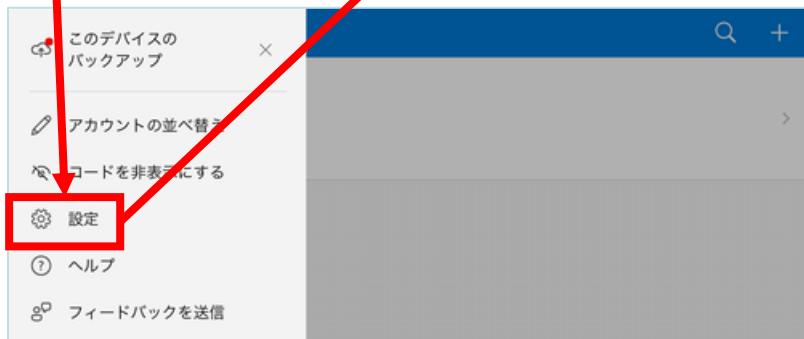 このデバイスの
バックアップ
アカウントの並べ替え
コードを非表示にする
設定
ヘルプ
フィードバックを送信